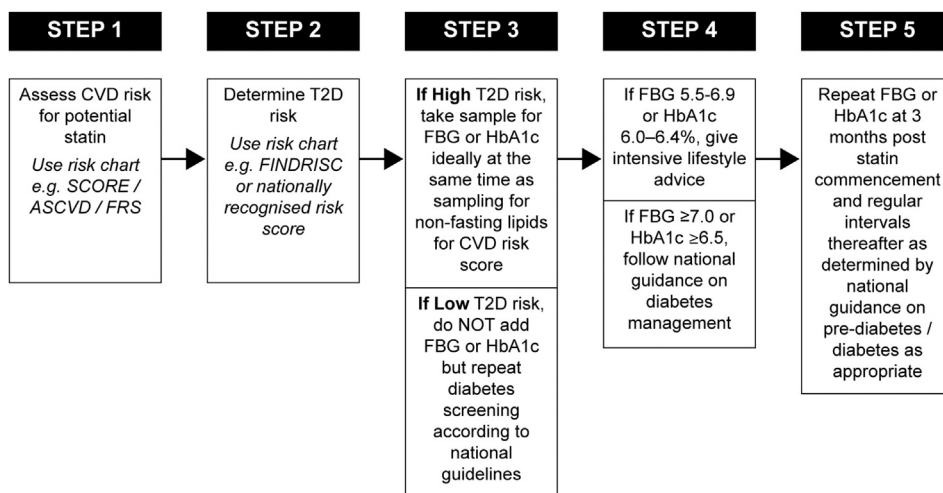 STEP 1
Assess CVD risk
for potential
statin
Use risk chart
e.g. SCORE /
ASCVD / FRS
STEP 2
Determine T2D
risk
Use risk chart
e.g. FINDRISC
or nationally
recognised risk
score
STEP 3
If High T2D risk,
take sample for
FBG or HbA1c
ideally at the
same time as
sampling for
non-fasting lipids
for CVD risk
score
If Low T2D risk,
do NOT add
FBG or HbA1c
but repeat
diabetes
screening
according to
national
guidelines
STEP 4
If FBG 5.5-6.9
or HbA1c
6.0–6.4%, give
intensive lifestyle
advice
If FBG ≥7.0 or
HbA1c ≥6.5,
follow national
guidance on
diabetes
management
STEP 5
Repeat FBG or
HbA1c at 3
months post
statin
commencement
and regular
intervals
thereafter as
determined by
national
guidance on
pre-diabetes /
diabetes as
appropriate